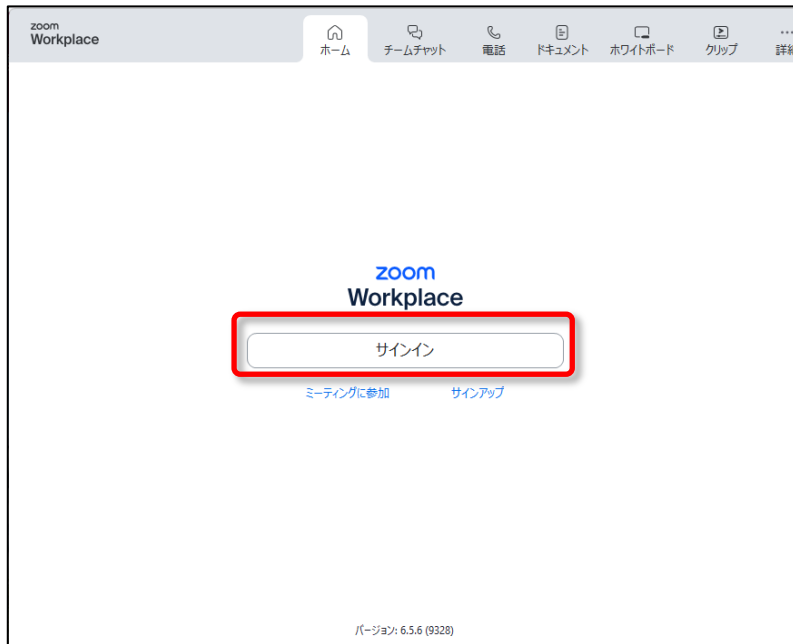 zoom
Workplace
ホーム
チームチャット
電話
ドキュメント
ホワイトボード
クリップ
詳細
zoom
Workplace
サインイン
ミーティングに参加 サインアップ
バージョン: 6.5.6 (9328)